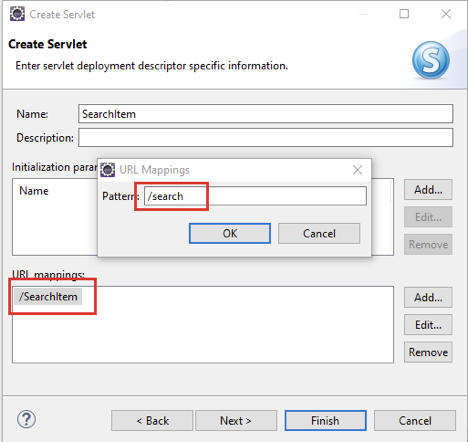 Create Servlet
Create Servlet
Enter servlet deployment descriptor specific information.
S
Name: SearchItem
Description:
Initialization para
Name
Add...
Edit...
Remove
URL Mappings
Pattern: /search
OK Cancel
URL mappings:
/SearchItem
Add...
Edit...
Remove
? < Back Next > Finish Cancel